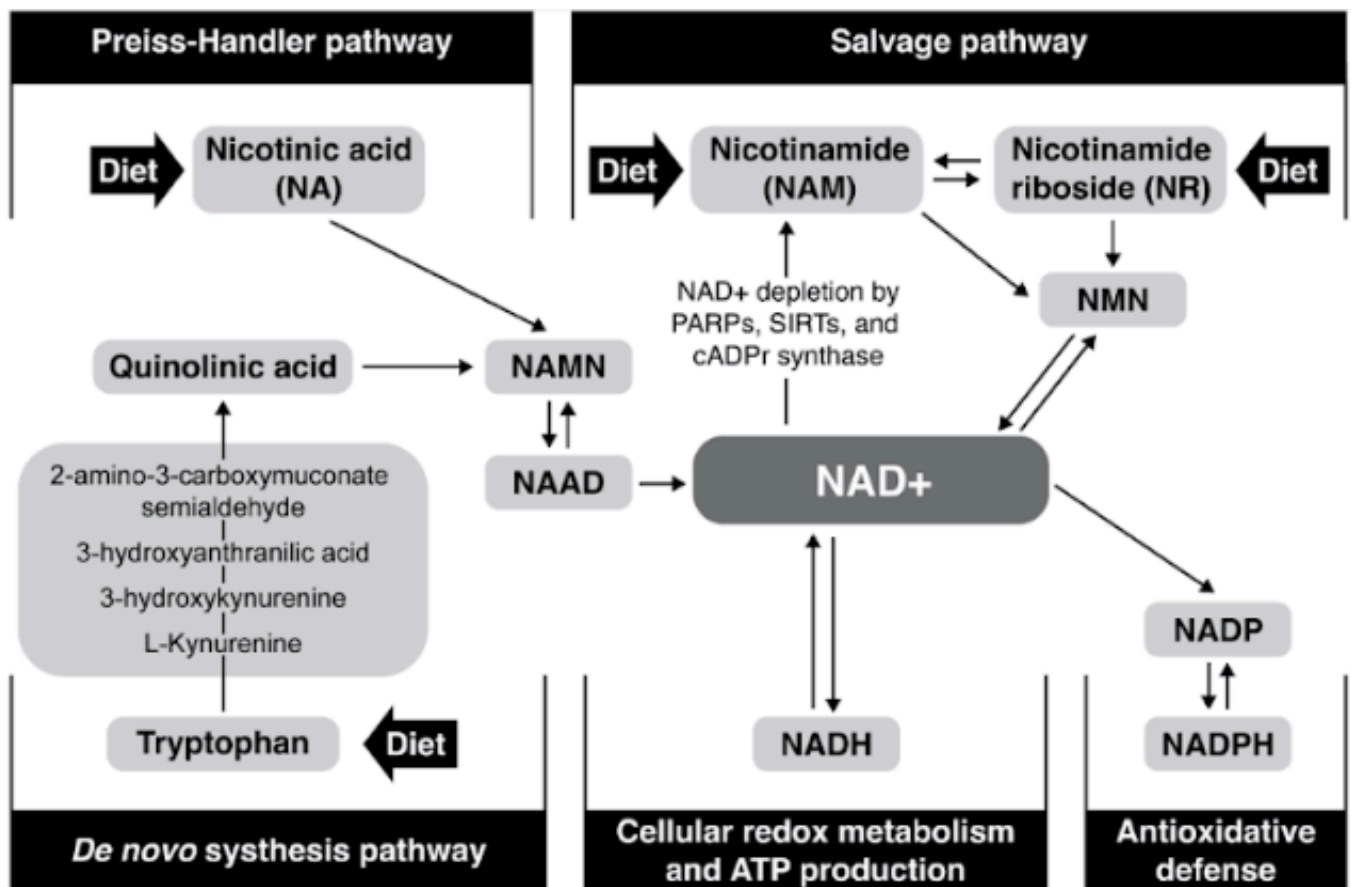 Preiss-Handler pathway
Salvage pathway
Diet
Nicotinic acid
(NA)
Diet
Nicotinamide
(NAM)
Nicotinamide
riboside (NR)
Diet
NAD+ depletion by
PARPs, SIRTs, and
cADPr synthase
NMN
Quinolinic acid
NAMN
2-amino-3-carboxymuconate
semialdehyde
3-hydroxyanthranilic acid
3-hydroxykynurenine
L-Kynurenine
NAAD
NAD+
NADP
Tryptophan
Diet
NADH
NADPH
De novo systhesis pathway
Cellular redox metabolism
and ATP production
Antioxidative
defense